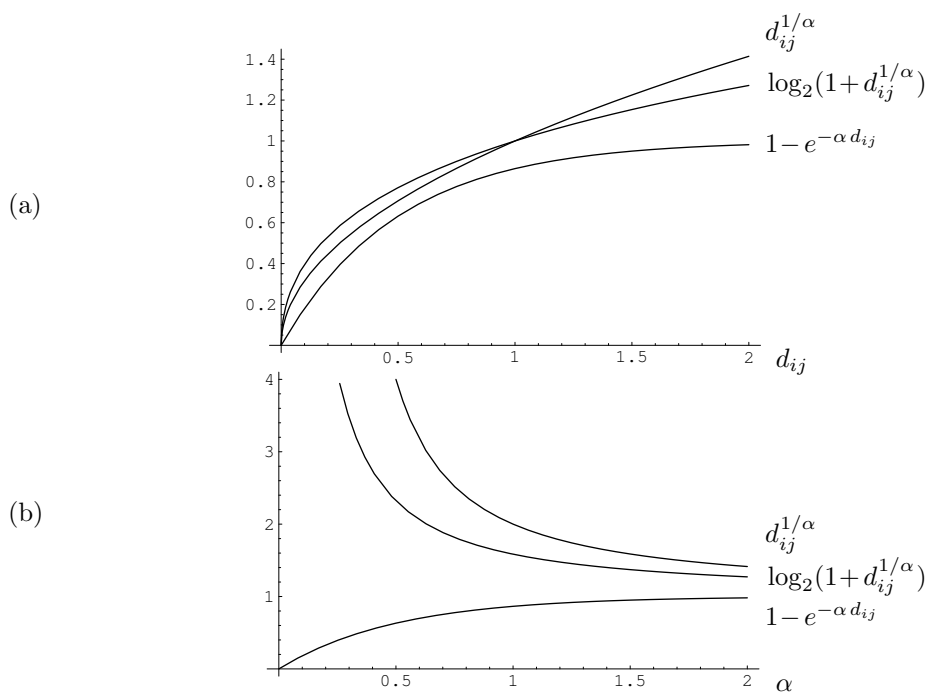 d_{ij}^{1/α}
1.4
log₂(1+d_{ij}^{1/α})
1.2
1
1−e^{−α d_{ij}}
0.8
(a)
0.6
0.4
0.2
0.5 1 1.5 2 d_{ij}
4
3
(b)
2
d_{ij}^{1/α}
log₂(1+d_{ij}^{1/α})
1
1−e^{−α d_{ij}}
0.5 1 1.5 2 α